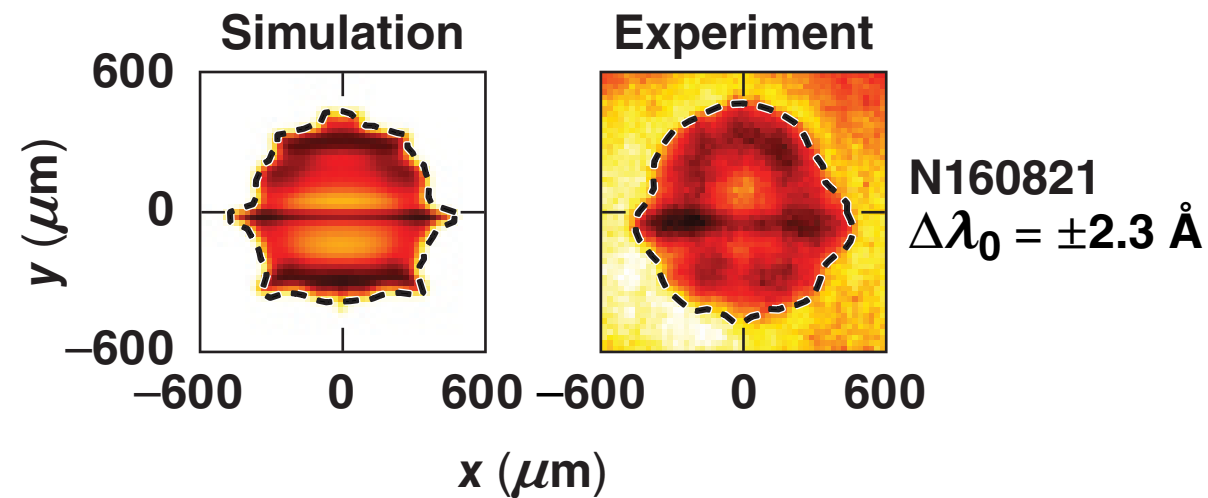 Simulation Experiment
600
0
−600
y (μm)
−600 0 600 −600 0 600
x (μm)
N160821
Δλ0 = ±2.3 Å